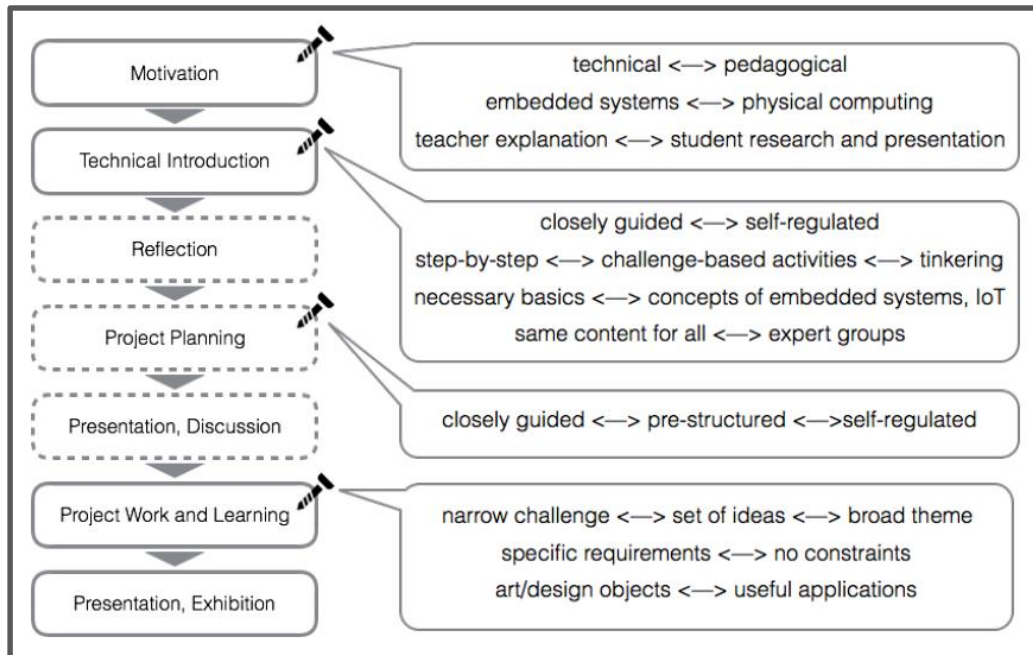 Motivation
technical <—> pedagogical
embedded systems <—> physical computing
teacher explanation <—> student research and presentation
Technical Introduction
closely guided <—> self-regulated
step-by-step <—> challenge-based activities <—> tinkering
necessary basics <—> concepts of embedded systems, IoT
same content for all <—> expert groups
Reflection
Project Planning
closely guided <—> pre-structured <—>self-regulated
Presentation, Discussion
Project Work and Learning
narrow challenge <—> set of ideas <—> broad theme
specific requirements <—> no constraints
art/design objects <—> useful applications
Presentation, Exhibition